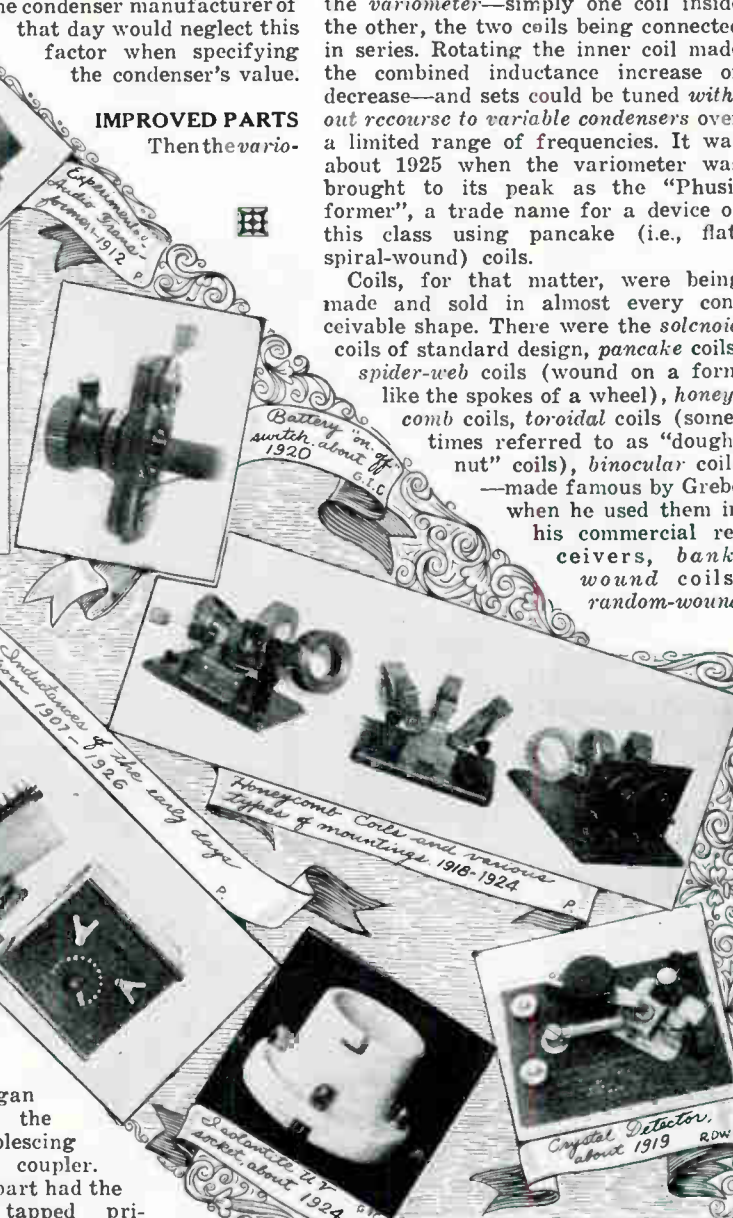 he condenser manufacturer of
that day would neglect this
factor when specifying
the condenser's value.
IMPROVED PARTS
Then the vario-
the variometer—simply one coil inside
the other, the two coils being connected
in series. Rotating the inner coil made
the combined inductance increase or
decrease—and sets could be tuned with-
out recourse to variable condensers over
a limited range of frequencies. It was
about 1925 when the variometer was
brought to its peak as the "Phusi-
former", a trade name for a device of
this class using pancake (i.e., flat
spiral-wound) coils.
Coils, for that matter, were being
made and sold in almost every con-
ceivable shape. There were the solenoid
coils of standard design, pancake coils,
spider-web coils (wound on a form
like the spokes of a wheel), honey-
comb coils, toroidal coils (some-
times referred to as "dough-
nut" coils), binocular coils
—made famous by Grebe
when he used them in
his commercial re-
ceivers, bank-
wound coils,
random-wound
Audio Trans-
former-1912
P.
Battery "on-off"
switch. about
1920
G.I.C
Inductances of the early days
from 1907-1926
P.
Honeycomb Coils and various
types of mountings. 1918-1924
P.
Isolantite U.V.
socket. about 1924
Crystal Detector,
about 1919
R.D.W
gan
the
olescing
coupler.
part had the
tapped pri-